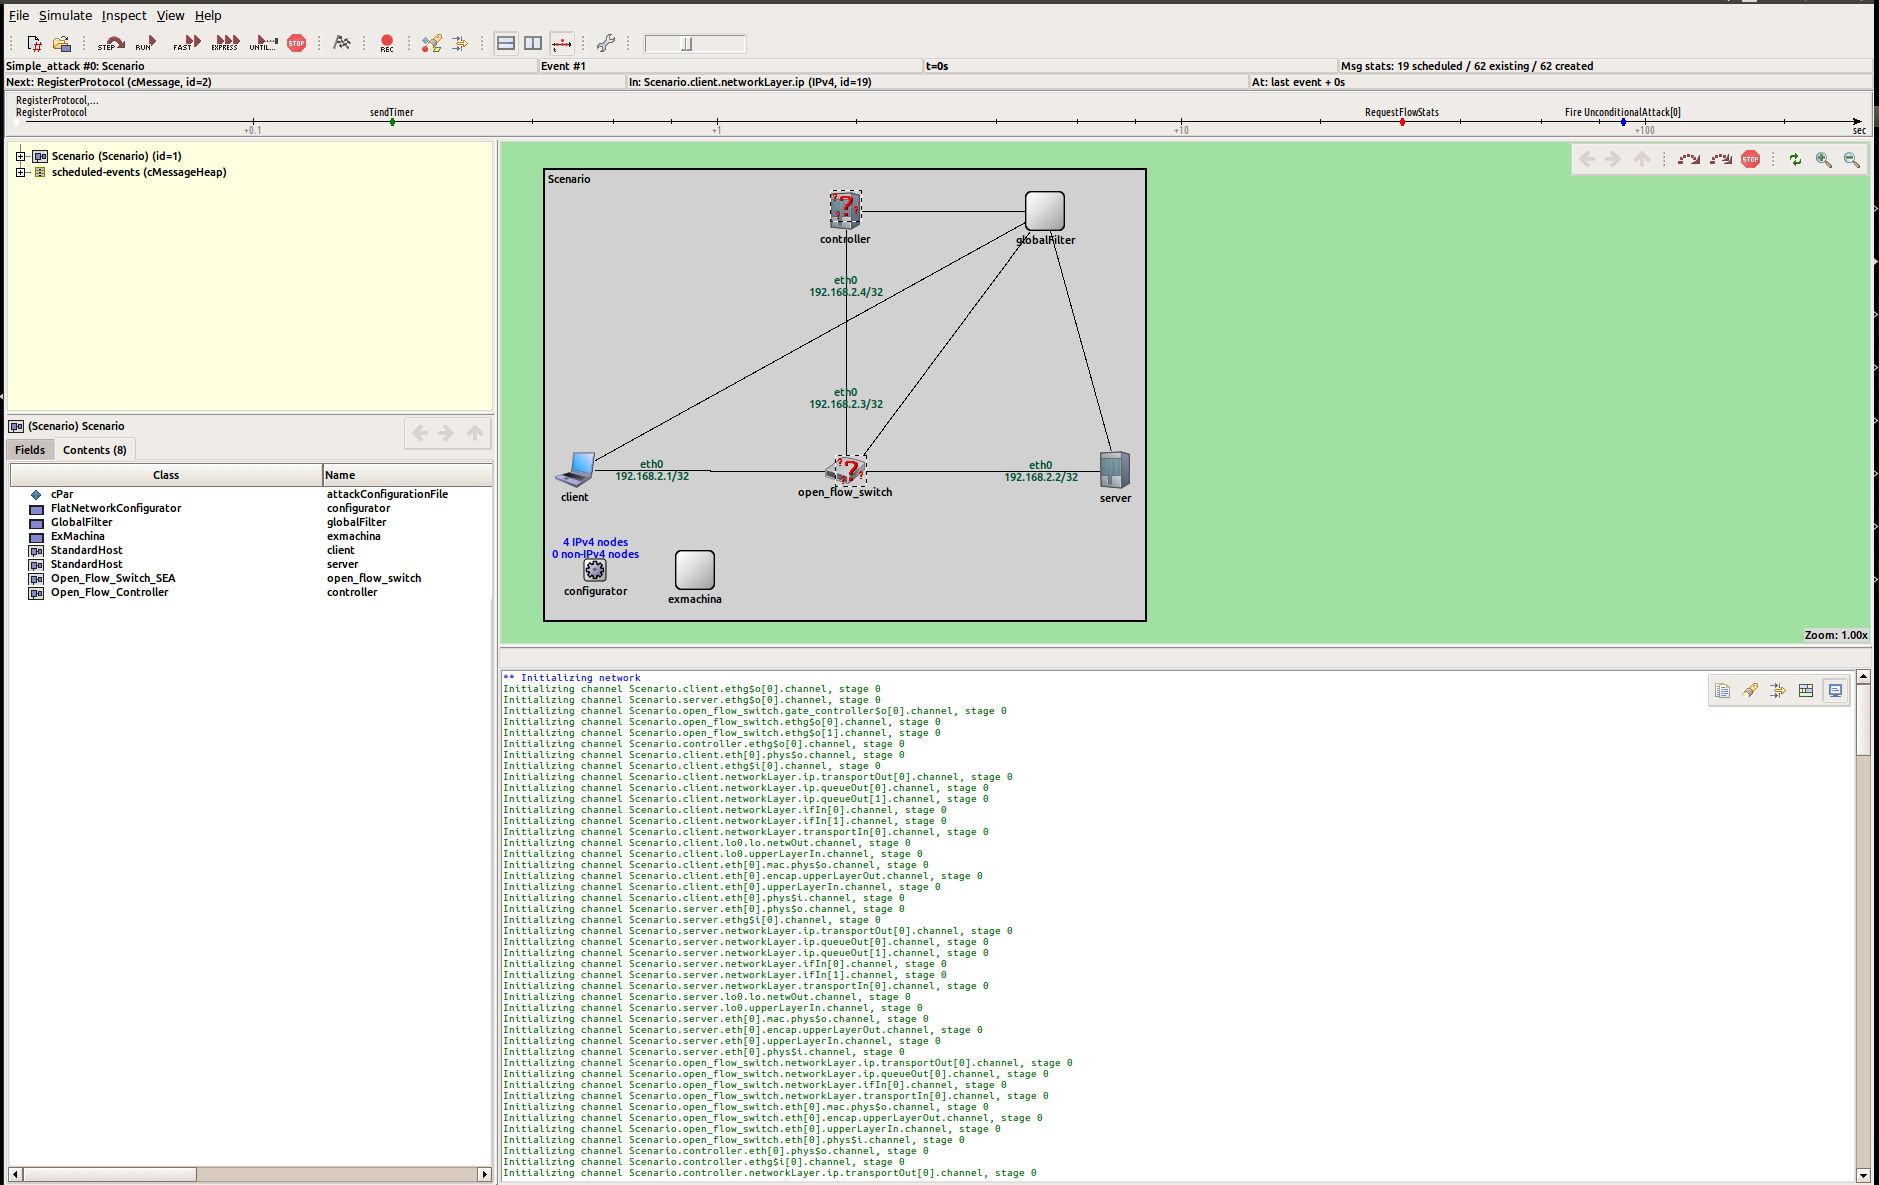 File Simulate Inspect View Help
STEP RUN FAST EXPRESS UNTIL... STOP REC
Simple_attack #0: Scenario Event #1 t=0s Msg stats: 19 scheduled / 62 existing / 62 created
Next: RegisterProtocol (cMessage, id=2) In: Scenario.client.networkLayer.ip (IPv4, id=19) At: last event + 0s
RegisterProtocol,...
RegisterProtocol sendTimer RequestFlowStats Fire UnconditionalAttack[0]
+0.1 +1 +10 +100 sec
Scenario (Scenario) (id=1)
scheduled-events (cMessageHeap)
(Scenario) Scenario
Fields Contents (8)
Class Name
cPar attackConfigurationFile
FlatNetworkConfigurator configurator
GlobalFilter globalFilter
ExMachina exmachina
StandardHost client
StandardHost server
Open_Flow_Switch_SEA open_flow_switch
Open_Flow_Controller controller
STOP
Scenario
controller
globalFilter
eth0
192.168.2.4/32
eth0
192.168.2.3/32
eth0
192.168.2.1/32
eth0
192.168.2.2/32
client
open_flow_switch
server
4 IPv4 nodes
0 non-IPv4 nodes
configurator
exmachina
Zoom: 1.00x
** Initializing network
Initializing channel Scenario.client.ethg$o[0].channel, stage 0
Initializing channel Scenario.server.ethg$o[0].channel, stage 0
Initializing channel Scenario.open_flow_switch.gate_controller$o[0].channel, stage 0
Initializing channel Scenario.open_flow_switch.ethg$o[0].channel, stage 0
Initializing channel Scenario.open_flow_switch.ethg$o[1].channel, stage 0
Initializing channel Scenario.controller.ethg$o[0].channel, stage 0
Initializing channel Scenario.client.eth[0].phys$o.channel, stage 0
Initializing channel Scenario.client.ethg$i[0].channel, stage 0
Initializing channel Scenario.client.networkLayer.ip.transportOut[0].channel, stage 0
Initializing channel Scenario.client.networkLayer.ip.queueOut[0].channel, stage 0
Initializing channel Scenario.client.networkLayer.ip.queueOut[1].channel, stage 0
Initializing channel Scenario.client.networkLayer.ifIn[0].channel, stage 0
Initializing channel Scenario.client.networkLayer.ifIn[1].channel, stage 0
Initializing channel Scenario.client.networkLayer.transportIn[0].channel, stage 0
Initializing channel Scenario.client.lo0.lo.netwOut.channel, stage 0
Initializing channel Scenario.client.lo0.upperLayerIn.channel, stage 0
Initializing channel Scenario.client.eth[0].mac.phys$o.channel, stage 0
Initializing channel Scenario.client.eth[0].encap.upperLayerOut.channel, stage 0
Initializing channel Scenario.client.eth[0].upperLayerIn.channel, stage 0
Initializing channel Scenario.client.eth[0].phys$i.channel, stage 0
Initializing channel Scenario.server.eth[0].phys$o.channel, stage 0
Initializing channel Scenario.server.ethg$i[0].channel, stage 0
Initializing channel Scenario.server.networkLayer.ip.transportOut[0].channel, stage 0
Initializing channel Scenario.server.networkLayer.ip.queueOut[0].channel, stage 0
Initializing channel Scenario.server.networkLayer.ip.queueOut[1].channel, stage 0
Initializing channel Scenario.server.networkLayer.ifIn[0].channel, stage 0
Initializing channel Scenario.server.networkLayer.ifIn[1].channel, stage 0
Initializing channel Scenario.server.networkLayer.transportIn[0].channel, stage 0
Initializing channel Scenario.server.lo0.lo.netwOut.channel, stage 0
Initializing channel Scenario.server.lo0.upperLayerIn.channel, stage 0
Initializing channel Scenario.server.eth[0].mac.phys$o.channel, stage 0
Initializing channel Scenario.server.eth[0].encap.upperLayerOut.channel, stage 0
Initializing channel Scenario.server.eth[0].upperLayerIn.channel, stage 0
Initializing channel Scenario.server.eth[0].phys$i.channel, stage 0
Initializing channel Scenario.open_flow_switch.networkLayer.ip.transportOut[0].channel, stage 0
Initializing channel Scenario.open_flow_switch.networkLayer.ip.queueOut[0].channel, stage 0
Initializing channel Scenario.open_flow_switch.networkLayer.ifIn[0].channel, stage 0
Initializing channel Scenario.open_flow_switch.networkLayer.transportIn[0].channel, stage 0
Initializing channel Scenario.open_flow_switch.eth[0].mac.phys$o.channel, stage 0
Initializing channel Scenario.open_flow_switch.eth[0].encap.upperLayerOut.channel, stage 0
Initializing channel Scenario.open_flow_switch.eth[0].upperLayerIn.channel, stage 0
Initializing channel Scenario.open_flow_switch.eth[0].phys$i.channel, stage 0
Initializing channel Scenario.controller.eth[0].phys$o.channel, stage 0
Initializing channel Scenario.controller.ethg$i[0].channel, stage 0
Initializing channel Scenario.controller.networkLayer.ip.transportOut[0].channel, stage 0